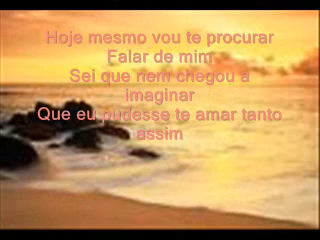 Hoje mesmo vou te procurar
Falar de mim
Sei que nem chegou a
Imaginar
Que eu pudesse te amar tanto
assim